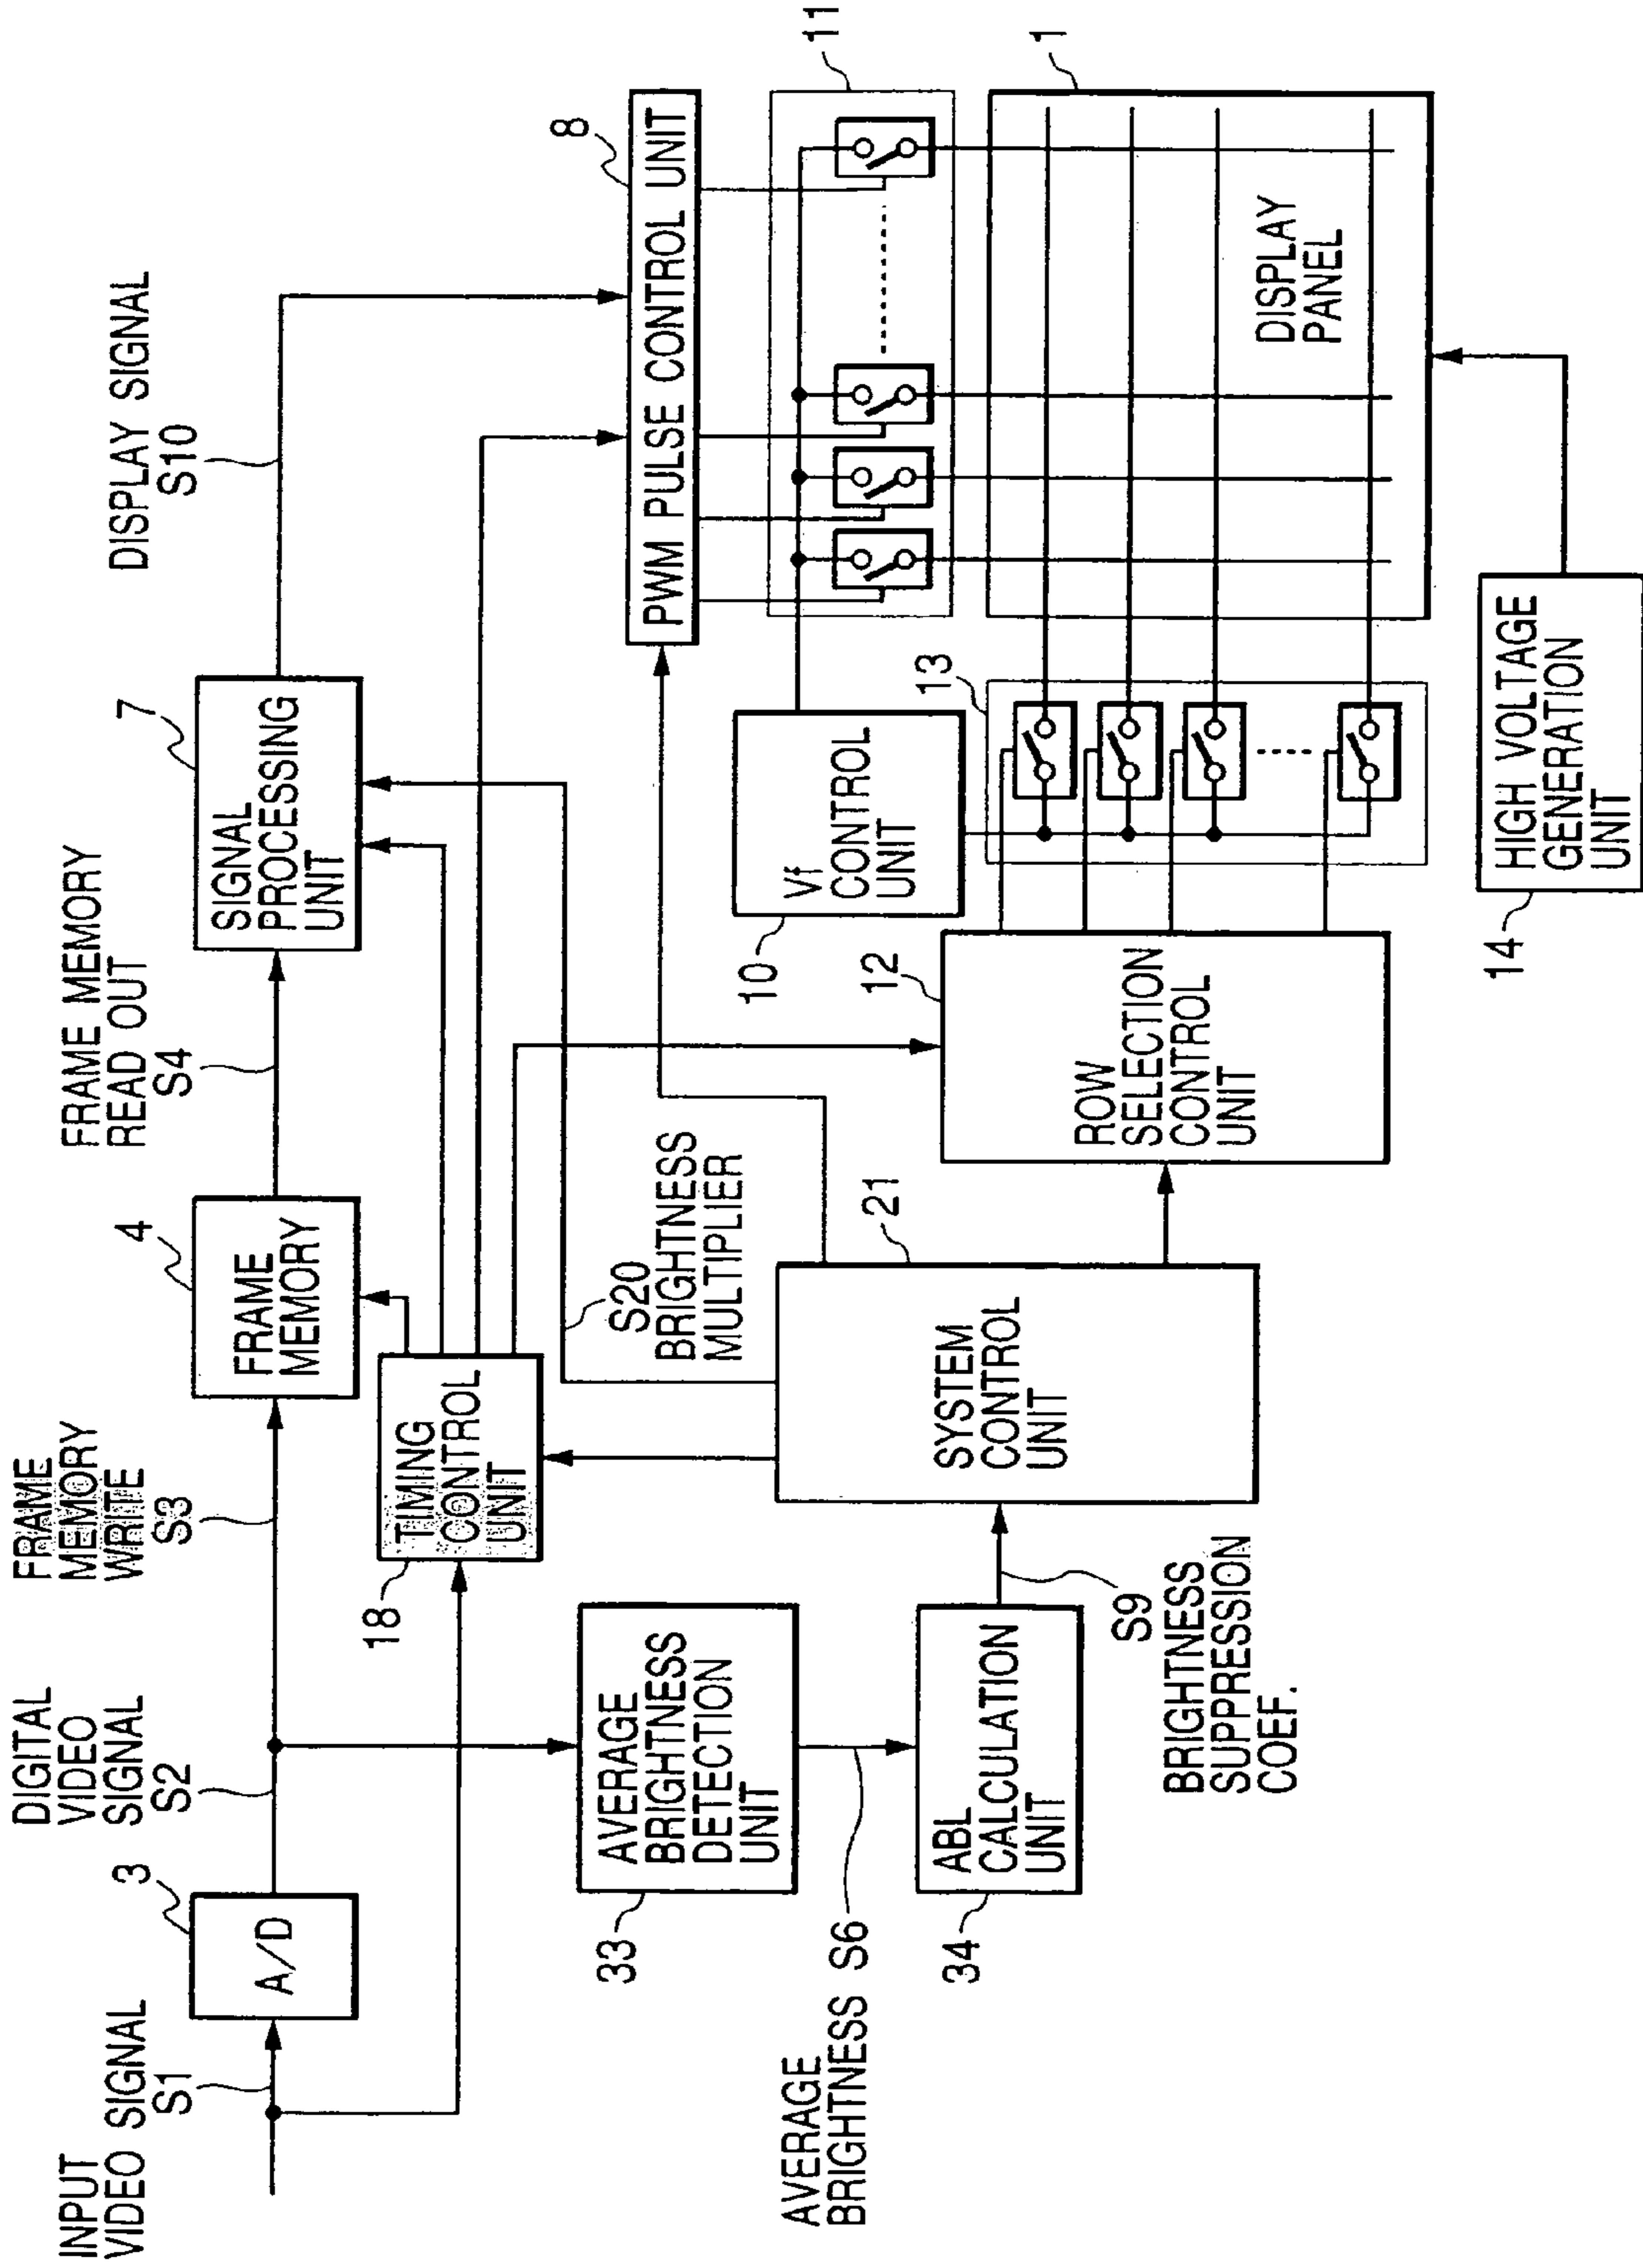 INPUT
VIDEO SIGNAL
S1
3
A/D
DIGITAL
VIDEO
SIGNAL
S2
FRAME
MEMORY
WRITE
S3
4
FRAME
MEMORY
FRAME MEMORY
READ OUT
S4
7
SIGNAL
PROCESSING
UNIT
DISPLAY SIGNAL
S10
18
TIMING
CONTROL
UNIT
8
PWM PULSE CONTROL UNIT
33
AVERAGE
BRIGHTNESS
DETECTION
UNIT
S20
BRIGHTNESS
MULTIPLIER
10
Vf
CONTROL
UNIT
11
AVERAGE
BRIGHTNESS S6
34
ABL
CALCULATION
UNIT
S9
BRIGHTNESS
SUPPRESSION
COEF.
21
SYSTEM
CONTROL
UNIT
12
ROW
SELECTION
CONTROL
UNIT
13
1
DISPLAY
PANEL
14
HIGH VOLTAGE
GENERATION
UNIT